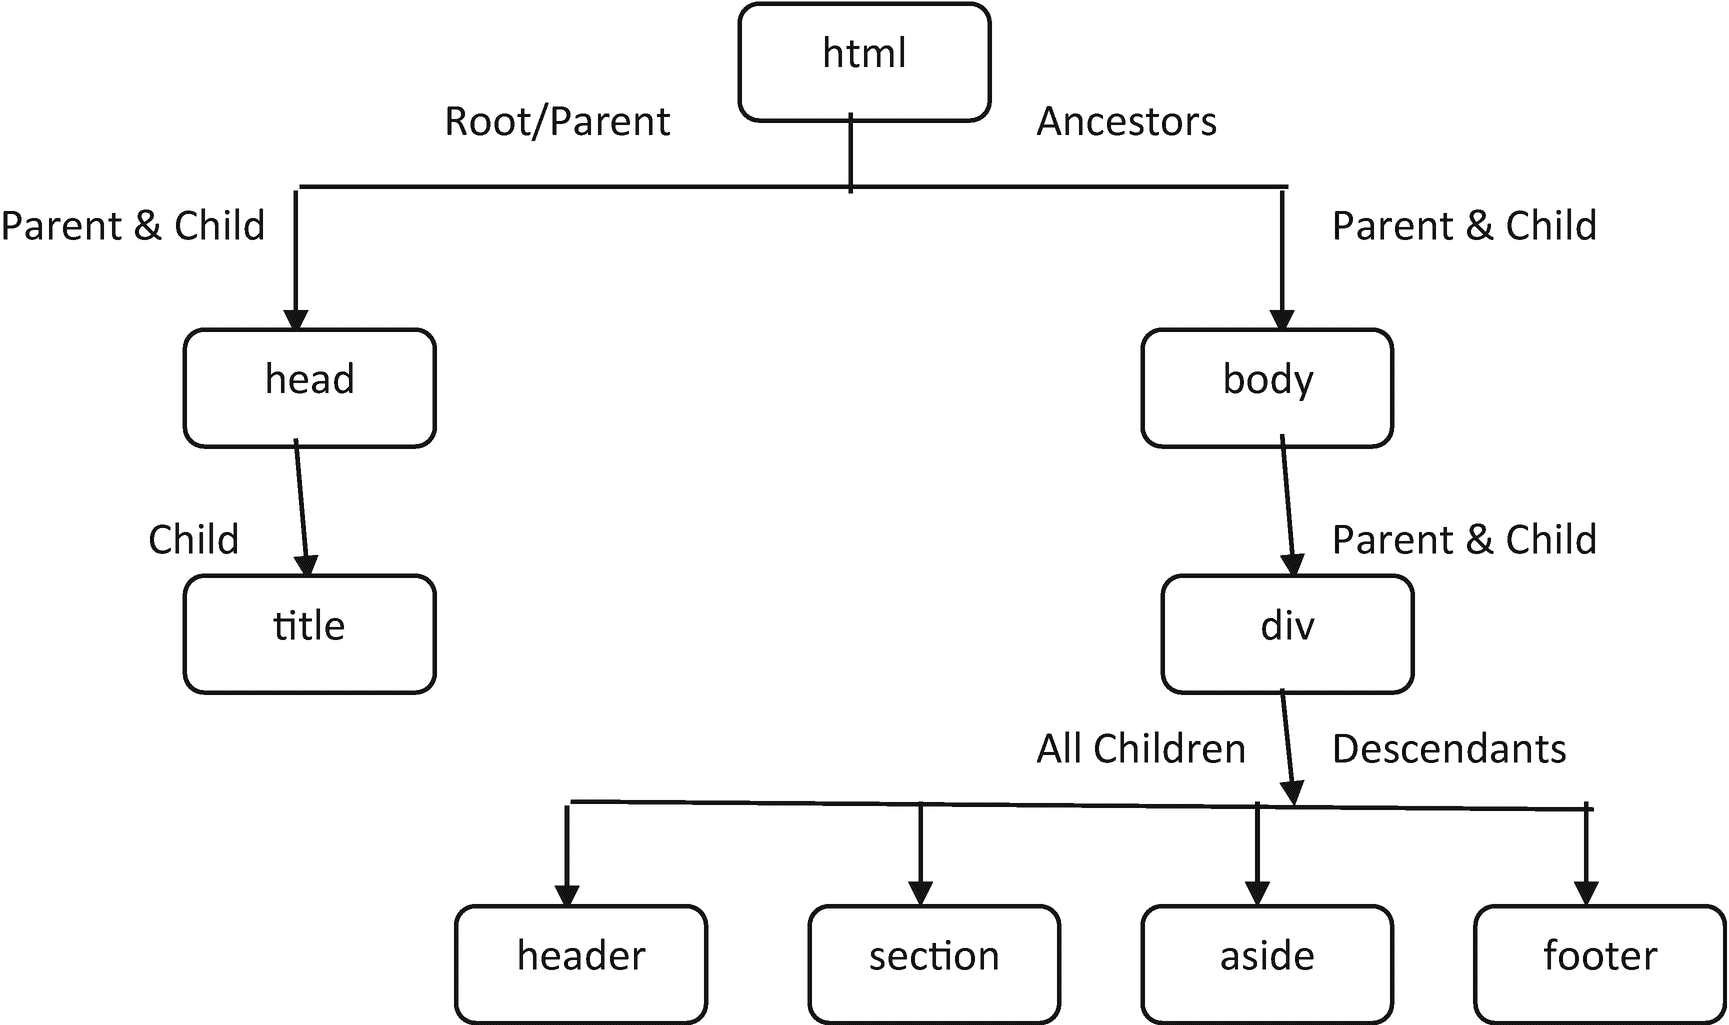 html
Root/Parent
Ancestors
Parent & Child
Parent & Child
head
body
Child
Parent & Child
title
div
All Children
Descendants
header
section
aside
footer